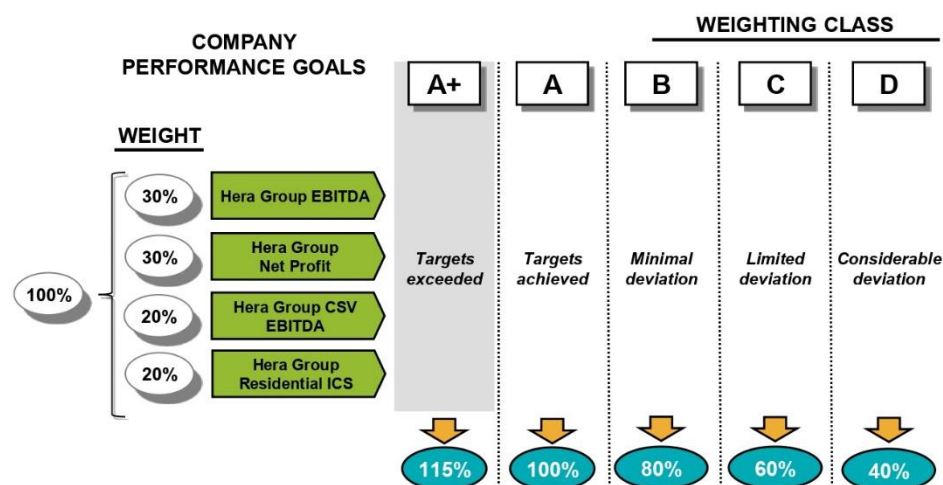 COMPANY
PERFORMANCE GOALS
WEIGHTING CLASS
A+
A
B
C
D
WEIGHT
100%
30%
Hera Group EBITDA
30%
Hera Group
Net Profit
20%
Hera Group CSV
EBITDA
20%
Hera Group
Residential ICS
Targets
exceeded
Targets
achieved
Minimal
deviation
Limited
deviation
Considerable
deviation
115%
100%
80%
60%
40%